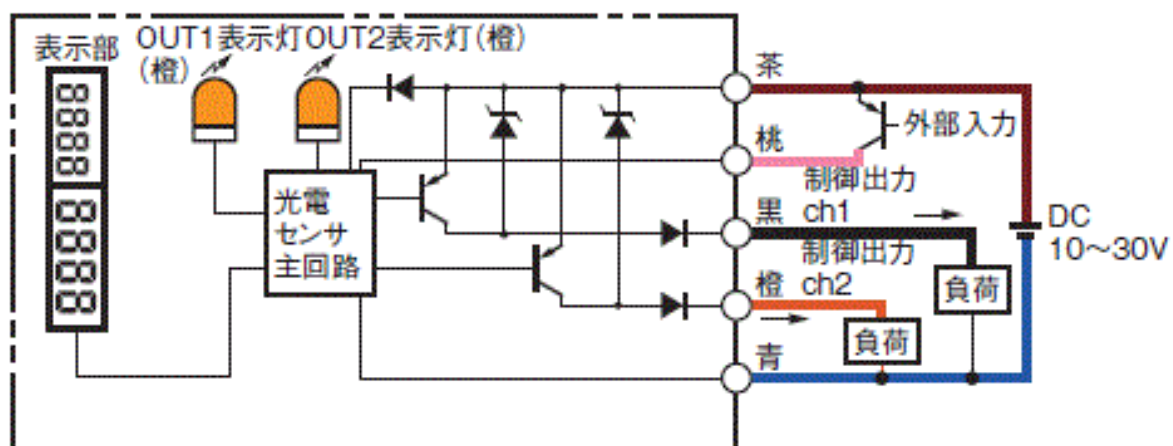 表示部
OUT1表示灯
(橙)
OUT2表示灯(橙)
8888
8888
光電
センサ
主回路
茶
桃
外部入力
制御出力
黒 ch1
制御出力
橙 ch2
青
負荷
負荷
DC
10～30V